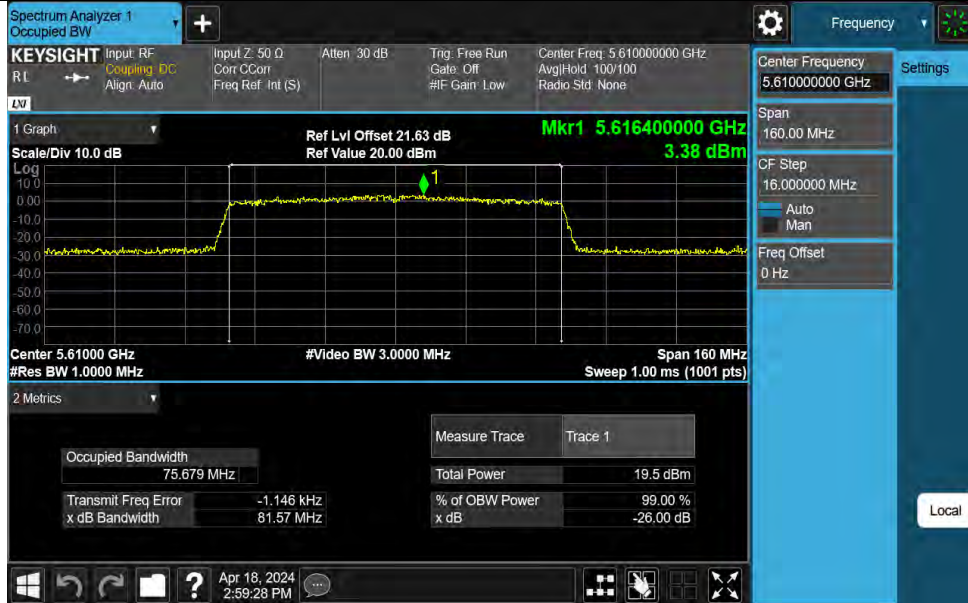 Spectrum Analyzer 1
Occupied BW
+
Frequency
KEYSIGHT Input: RF Input Z: 50 Ω Atten: 30 dB Trig: Free Run Center Freq: 5.610000000 GHz
RL Coupling: DC Corr CCorr Gate: Off Avg|Hold: 100/100
Align: Auto Freq Ref: Int (S) #IF Gain: Low Radio Std: None
LXI
Center Frequency
5.610000000 GHz
Settings
Span
160.00 MHz
CF Step
16.000000 MHz
Auto
Man
Freq Offset
0 Hz
1 Graph Ref Lvl Offset 21.63 dB Mkr1 5.616400000 GHz
Scale/Div 10.0 dB Ref Value 20.00 dBm 3.38 dBm
Log
1
10.0
0.00
-10.0
-20.0
-30.0
-40.0
-50.0
-60.0
-70.0
Center 5.61000 GHz #Video BW 3.0000 MHz Span 160 MHz
#Res BW 1.0000 MHz Sweep 1.00 ms (1001 pts)
2 Metrics
Measure Trace Trace 1
Occupied Bandwidth
75.679 MHz
Total Power 19.5 dBm
Transmit Freq Error -1.146 kHz % of OBW Power 99.00 %
x dB Bandwidth 81.57 MHz x dB -26.00 dB
Local
? Apr 18, 2024
2:59:28 PM